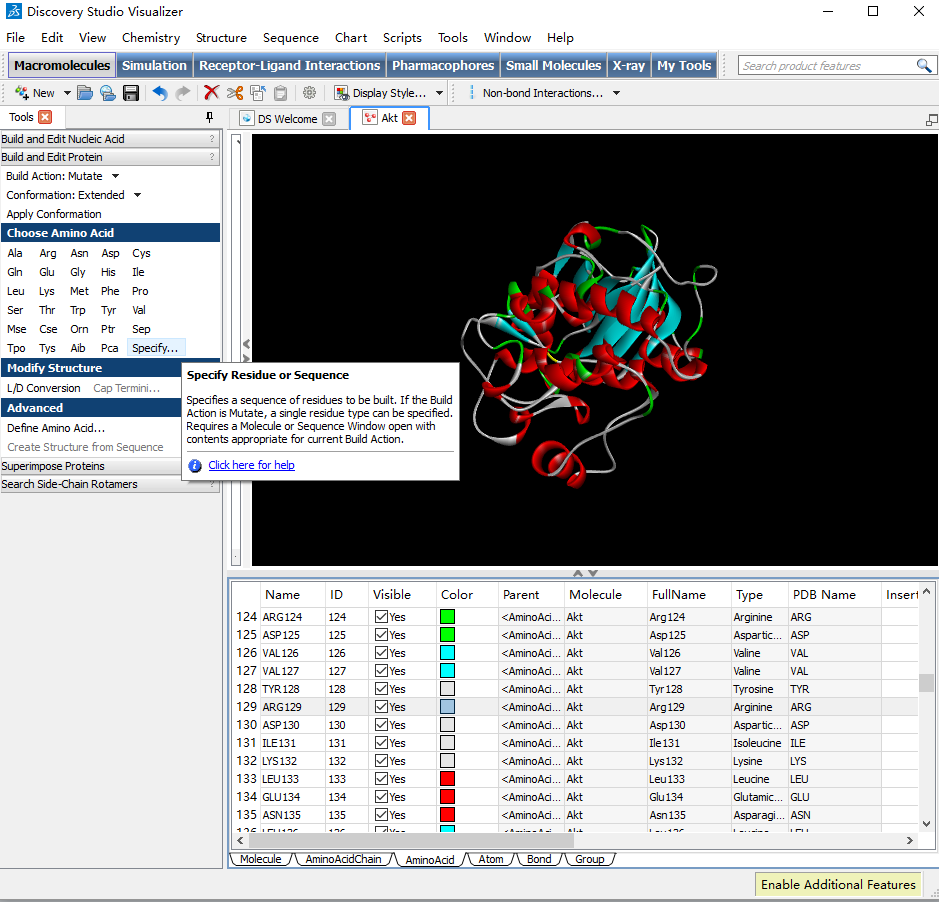 Discovery Studio Visualizer
File Edit View Chemistry Structure Sequence Chart Scripts Tools Window Help
Macromolecules Simulation Receptor-Ligand Interactions Pharmacophores Small Molecules X-ray My Tools Search product features
New Display Style... Non-bond Interactions...
Tools DS Welcome Akt
Build and Edit Nucleic Acid ?
Build and Edit Protein ?
Build Action: Mutate
Conformation: Extended
Apply Conformation
Choose Amino Acid
Ala Arg Asn Asp Cys
Gln Glu Gly His Ile
Leu Lys Met Phe Pro
Ser Thr Trp Tyr Val
Mse Cse Orn Ptr Sep
Tpo Tys Aib Pca Specify...
Modify Structure
L/D Conversion Cap Termini...
Advanced
Define Amino Acid...
Create Structure from Sequence
Superimpose Proteins
Search Side-Chain Rotamers ?
Specify Residue or Sequence
Specifies a sequence of residues to be built. If the Build
Action is Mutate, a single residue type can be specified.
Requires a Molecule or Sequence Window open with
contents appropriate for current Build Action.
Click here for help
Name ID Visible Color Parent Molecule FullName Type PDB Name Insert
124 ARG124 124 Yes <AminoAci... Akt Arg124 Arginine ARG
125 ASP125 125 Yes <AminoAci... Akt Asp125 Aspartic... ASP
126 VAL126 126 Yes <AminoAci... Akt Val126 Valine VAL
127 VAL127 127 Yes <AminoAci... Akt Val127 Valine VAL
128 TYR128 128 Yes <AminoAci... Akt Tyr128 Tyrosine TYR
129 ARG129 129 Yes <AminoAci... Akt Arg129 Arginine ARG
130 ASP130 130 Yes <AminoAci... Akt Asp130 Aspartic... ASP
131 ILE131 131 Yes <AminoAci... Akt Ile131 Isoleucine ILE
132 LYS132 132 Yes <AminoAci... Akt Lys132 Lysine LYS
133 LEU133 133 Yes <AminoAci... Akt Leu133 Leucine LEU
134 GLU134 134 Yes <AminoAci... Akt Glu134 Glutamic... GLU
135 ASN135 135 Yes <AminoAci... Akt Asn135 Asparagi... ASN
136 LEU136 136 Yes <AminoAci... Akt Leu136 Leucine LEU
Molecule AminoAcidChain AminoAcid Atom Bond Group
Enable Additional Features